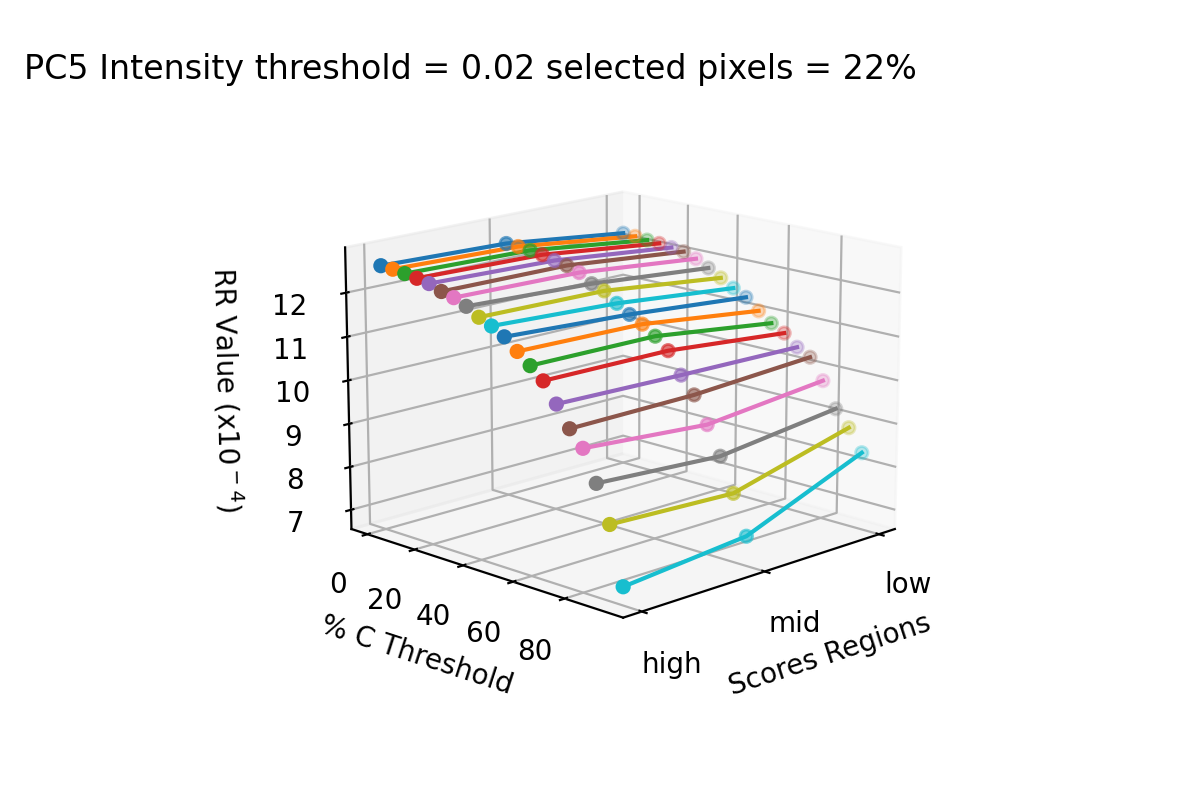 PC5 Intensity threshold = 0.02 selected pixels = 22%
RR Value (x10⁻⁴)
12
11
10
9
8
7
0
20
40
60
80
% C Threshold
high
mid
low
Scores Regions